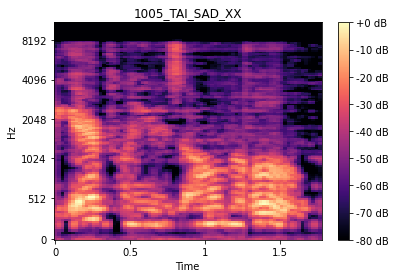 1005_TAI_SAD_XX
8192
4096
2048
1024
512
0
Hz
0
0.5
1
1.5
Time
+0 dB
-10 dB
-20 dB
-30 dB
-40 dB
-50 dB
-60 dB
-70 dB
-80 dB